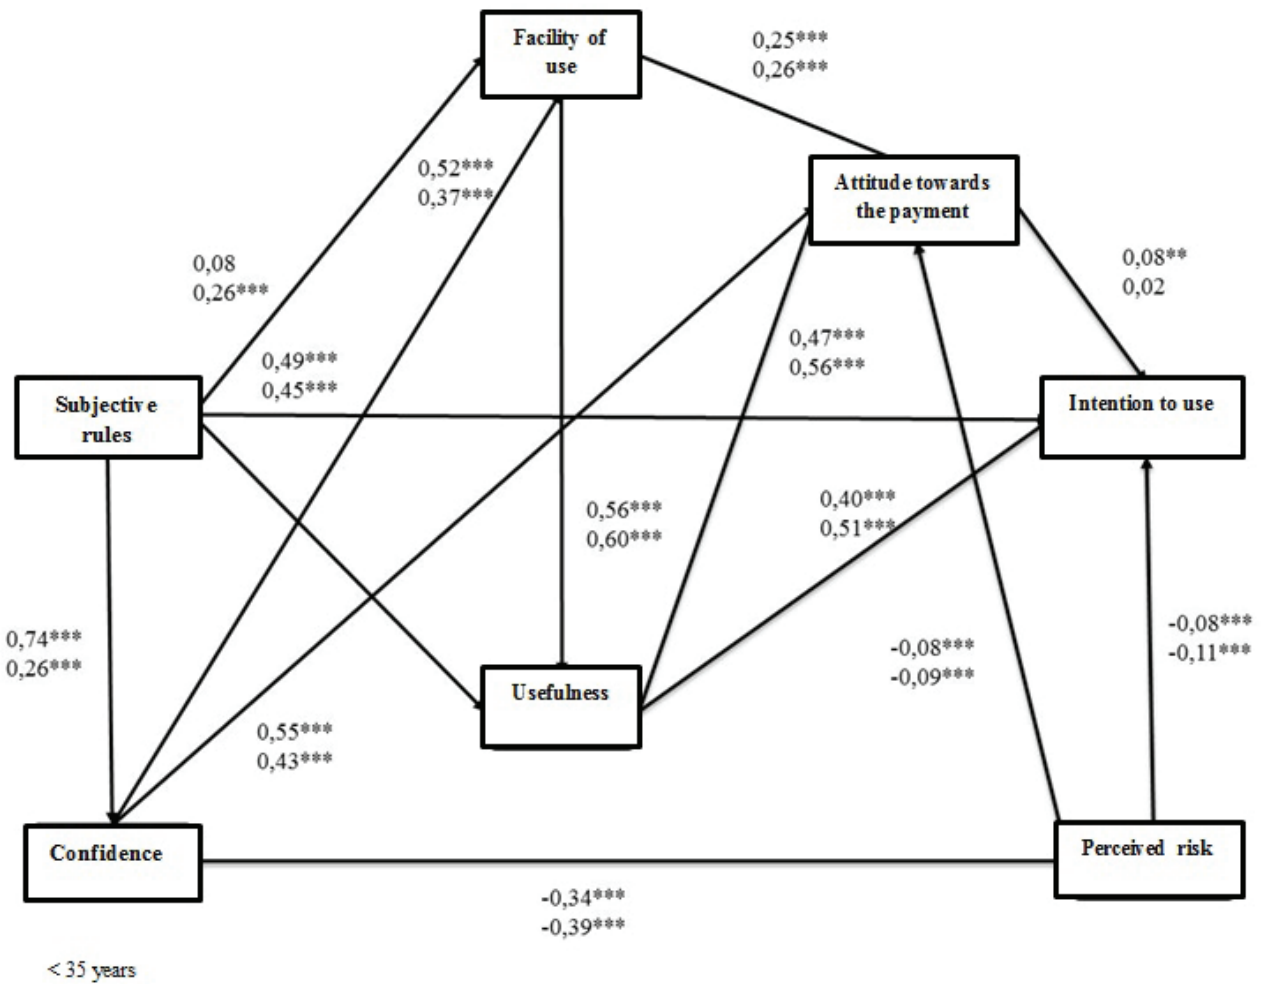 Facility of
use
0,25***
0,26***
0,52***
0,37***
Attitude towards
the payment
0,08
0,26***
0,08**
0,02
0,49***
0,45***
0,47***
0,56***
Subjective
rules
Intention to use
0,56***
0,60***
0,40***
0,51***
0,74***
0,26***
-0,08***
-0,09***
-0,08***
-0,11***
Usefulness
0,55***
0,43***
Confidence
Perceived risk
-0,34***
-0,39***
< 35 years